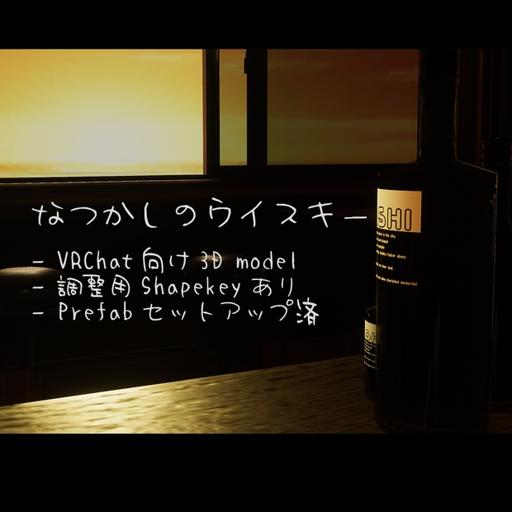 なつかしのウイスキー
- VRChat 向け 3D model
- 調整用 Shapekey あり
- Prefab セットアップ済
SHI